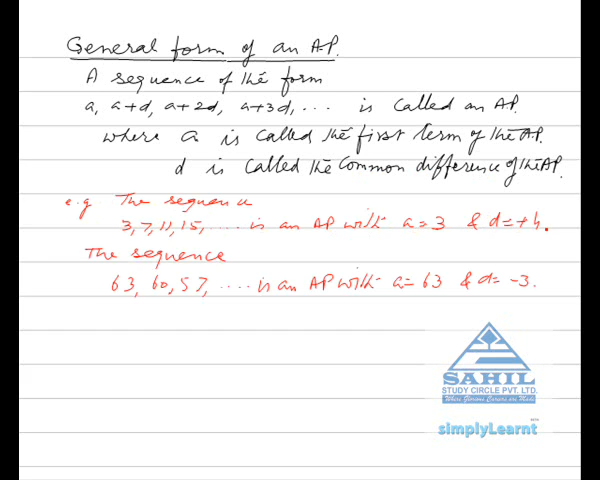 General form of an A.P.
A sequence of the form
a, a+d, a+2d, a+3d, .... is called an AP.
where a is called the first term of the A.P.
d is called the common difference of the AP.
e.g. The sequence
3, 7, 11, 15, .... is an AP with a = 3 & d = +4.
The sequence
63, 60, 57, .... is an AP with a = 63 & d = -3.
SAHIL
STUDY CIRCLE PVT. LTD.
Where Glorious Careers are Made
simplyLearnt